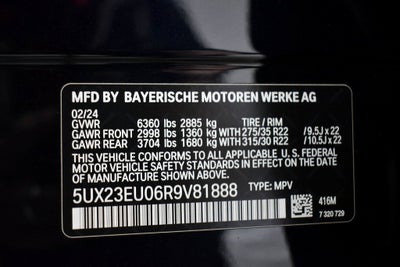 MFD BY BAYERISCHE MOTOREN WERKE AG
02/24
GVWR 6360 lbs 2885 kg TIRE / RIM
GAWR FRONT 2998 lbs 1360 kg WITH 275/35 R22 / 9.5J x 22
GAWR REAR 3704 lbs 1680 kg WITH 315/30 R22 / 10.5J x 22
THIS VEHICLE CONFORMS TO ALL APPLICABLE U.S. FEDERAL
MOTOR VEHICLE SAFETY STANDARDS IN EFFECT ON THE
DATE OF MANUFACTURE SHOWN ABOVE.
5UX23EU06R9V81888 TYPE: MPV
416M
7 320 729